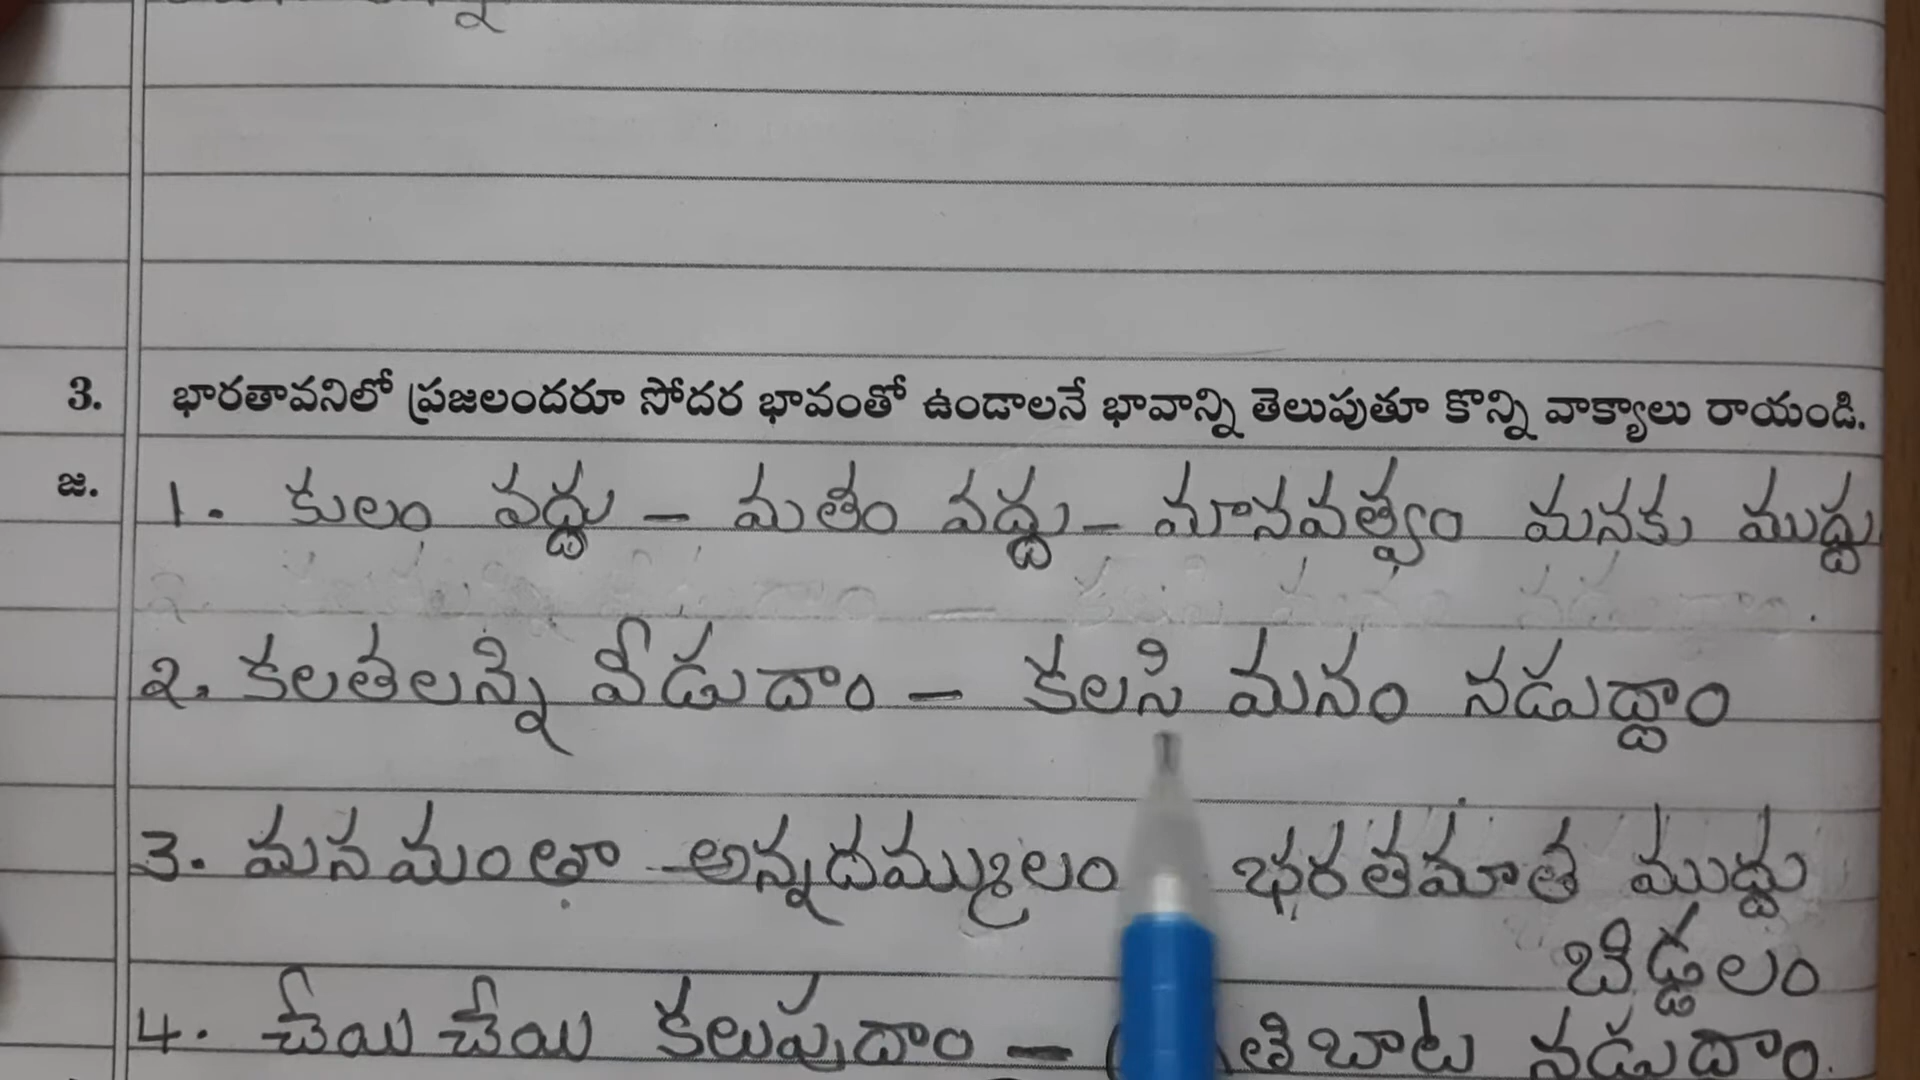 3. భారతావనిలో ప్రజలందరూ సోదర భావంతో ఉండాలనే భావాన్ని తెలుపుతూ కొన్ని వాక్యాలు రాయండి.
జ. 1. కులం వద్దు - మతం వద్దు - మానవత్వం మనకు ముద్దు
2. కలతలన్నీ వీడుదాం - కలసి మనం నడుద్దాం
3. మనమంతా అన్నదమ్ములం భరతమాత ముద్దు
బిడ్డలం
4. చేయి చేయి కలుపుదాం - నడుదాం.